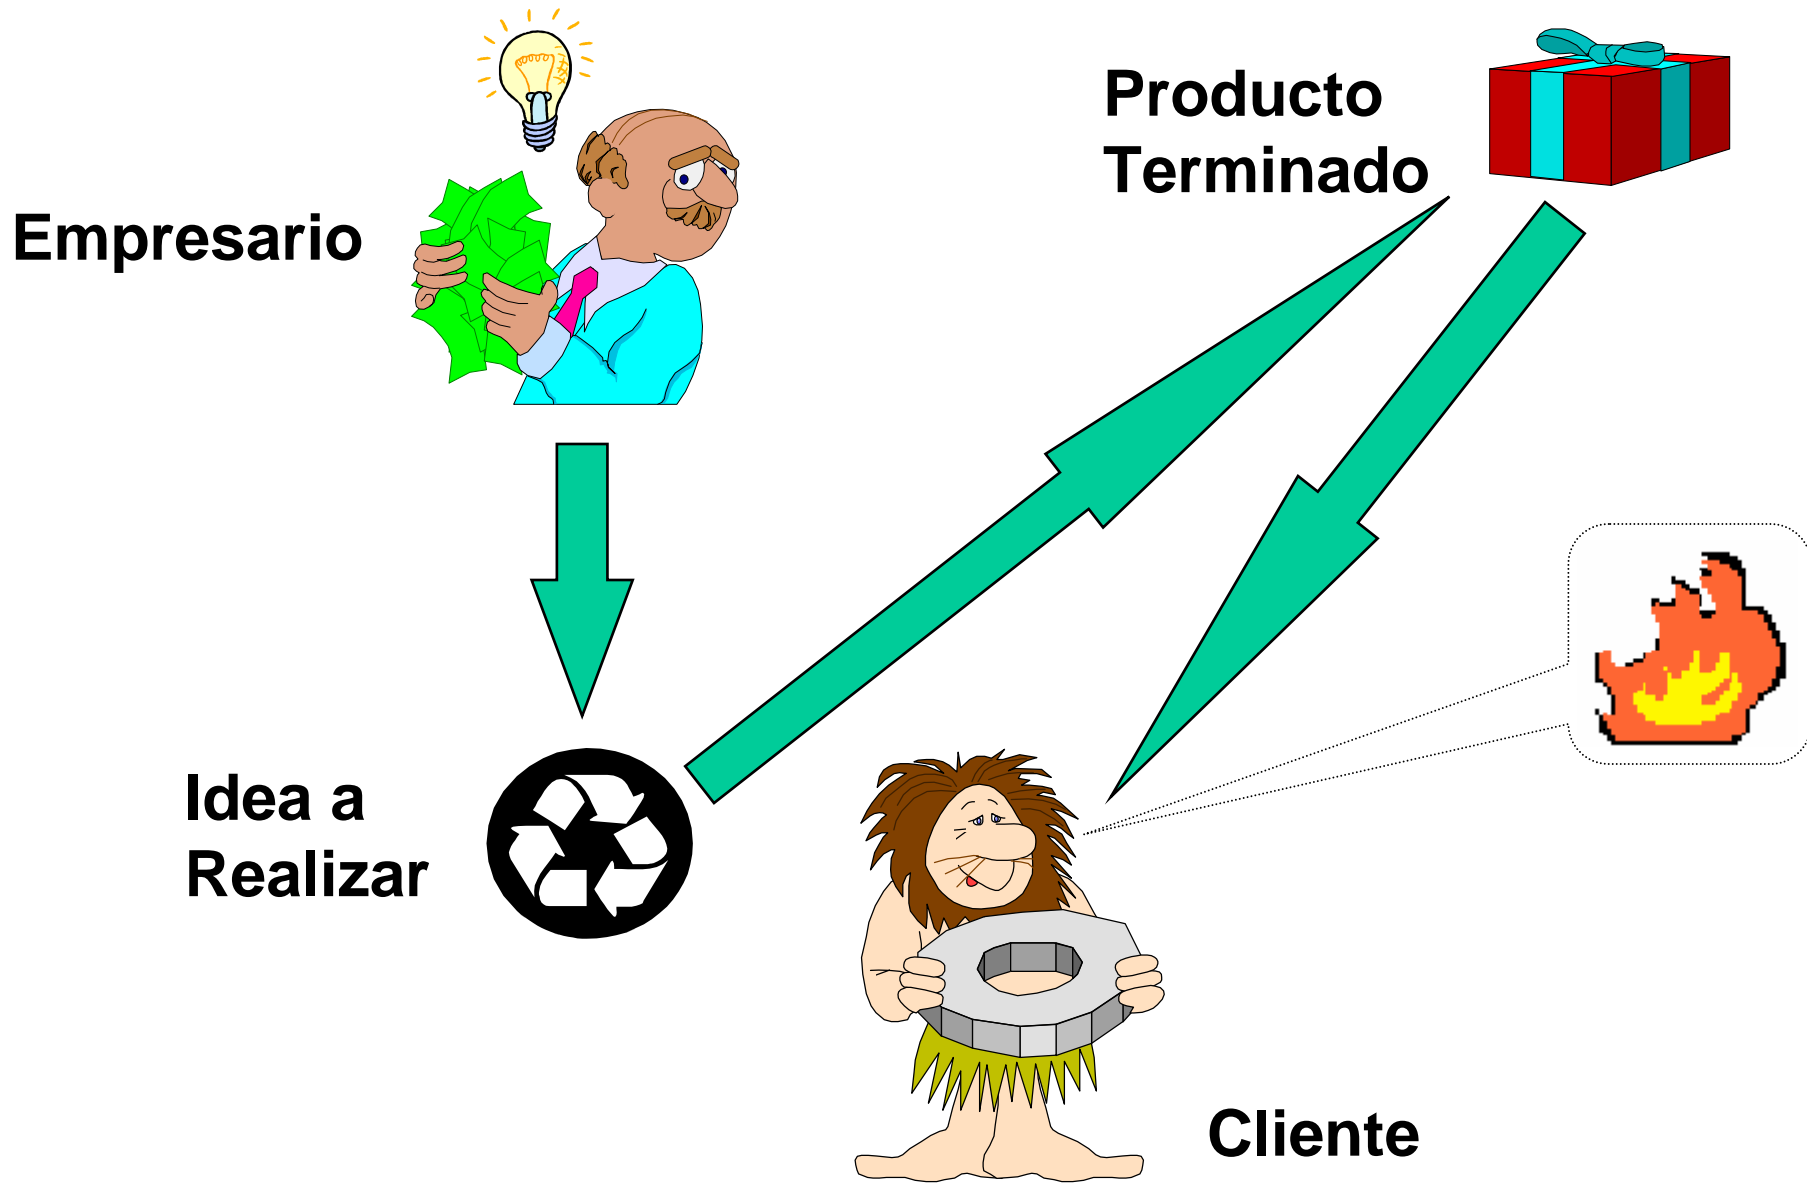 Empresario
Producto
Terminado
Idea a
Realizar
Cliente